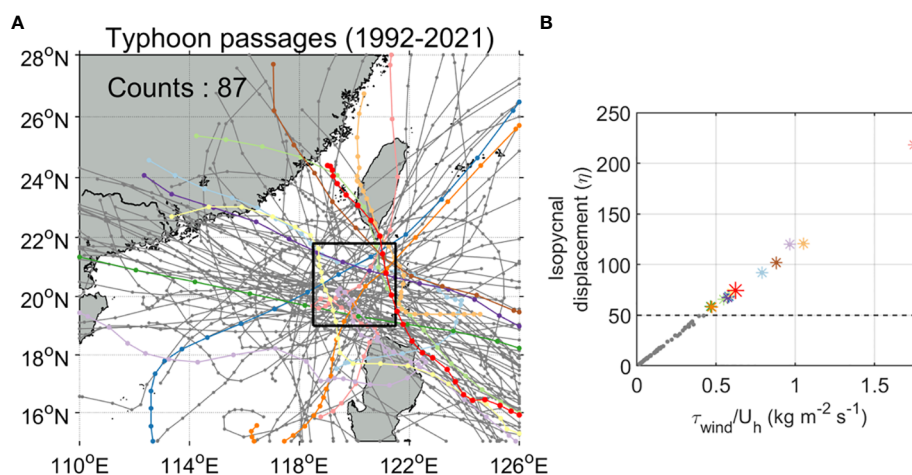 A
Typhoon passages (1992-2021)
Counts : 87
28°N
26°N
24°N
22°N
20°N
18°N
16°N
110°E
114°E
118°E
122°E
126°E
B
Isopycnal
displacement (η)
250
200
150
100
50
0
0
0.5
1
1.5
τwind/Uh (kg m⁻² s⁻¹)